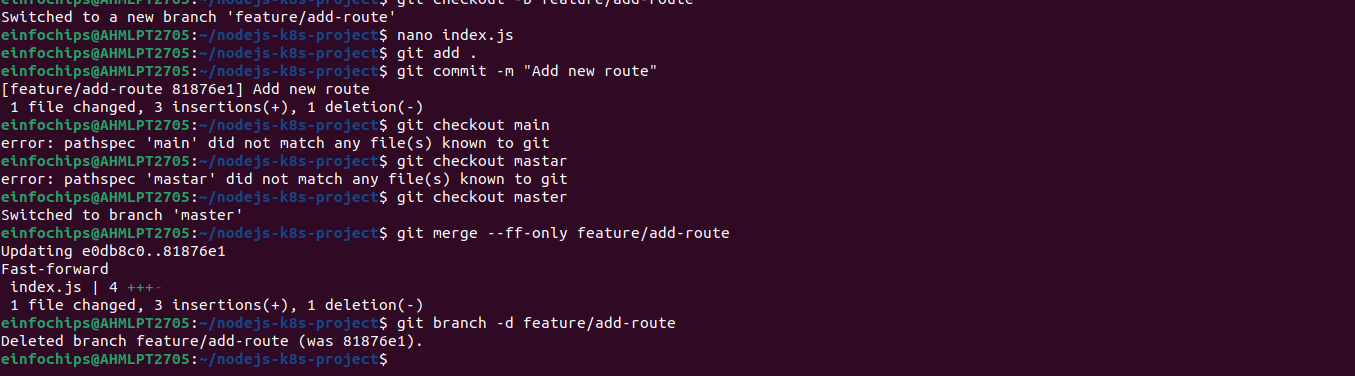 git checkout -b feature/add-route
Switched to a new branch 'feature/add-route'
einfochips@AHMLPT2705:~/nodejs-k8s-project$ nano index.js
einfochips@AHMLPT2705:~/nodejs-k8s-project$ git add .
einfochips@AHMLPT2705:~/nodejs-k8s-project$ git commit -m "Add new route"
[feature/add-route 81876e1] Add new route
 1 file changed, 3 insertions(+), 1 deletion(-)
einfochips@AHMLPT2705:~/nodejs-k8s-project$ git checkout main
error: pathspec 'main' did not match any file(s) known to git
einfochips@AHMLPT2705:~/nodejs-k8s-project$ git checkout mastar
error: pathspec 'mastar' did not match any file(s) known to git
einfochips@AHMLPT2705:~/nodejs-k8s-project$ git checkout master
Switched to branch 'master'
einfochips@AHMLPT2705:~/nodejs-k8s-project$ git merge --ff-only feature/add-route
Updating e0db8c0..81876e1
Fast-forward
 index.js | 4 +++-
 1 file changed, 3 insertions(+), 1 deletion(-)
einfochips@AHMLPT2705:~/nodejs-k8s-project$ git branch -d feature/add-route
Deleted branch feature/add-route (was 81876e1).
einfochips@AHMLPT2705:~/nodejs-k8s-project$